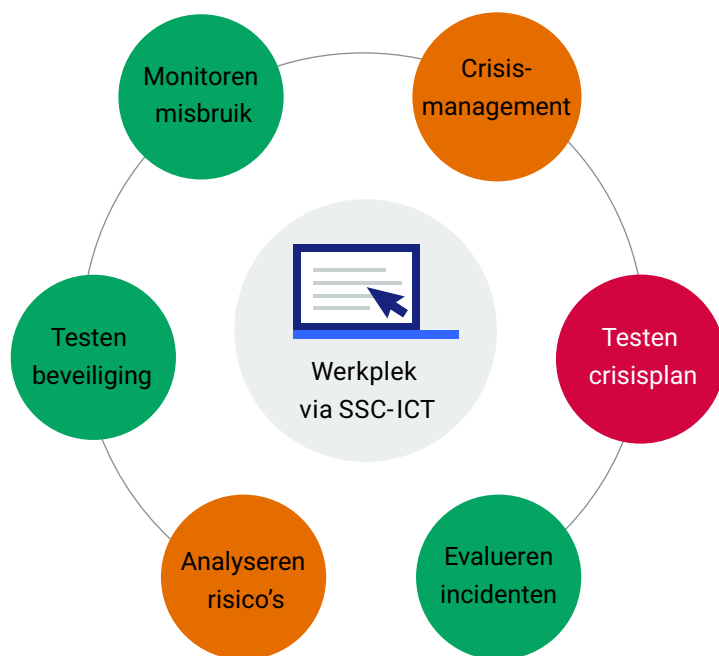 Monitoren
misbruik
Crisis-
management
Testen
beveiliging
Werkplek
via SSC-ICT
Testen
crisisplan
Analyseren
risico’s
Evalueren
incidenten